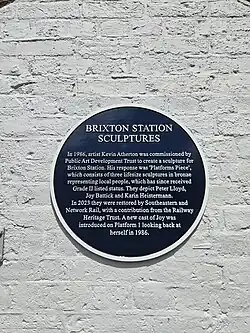 BRIXTON STATION
SCULPTURES
In 1986, artist Kevin Atherton was commissioned by
Public Art Development Trust to create a sculpture for
Brixton Station. His response was 'Platforms Piece',
which consists of three lifesize sculptures in bronze
representing local people, which has since received
Grade II listed status. They depict Peter Lloyd,
Joy Battick and Karin Heistermann.
In 2023 they were restored by Southeastern and
Network Rail, with a contribution from the Railway
Heritage Trust. A new cast of Joy was
introduced on Platform 1 looking back at
herself in 1986.